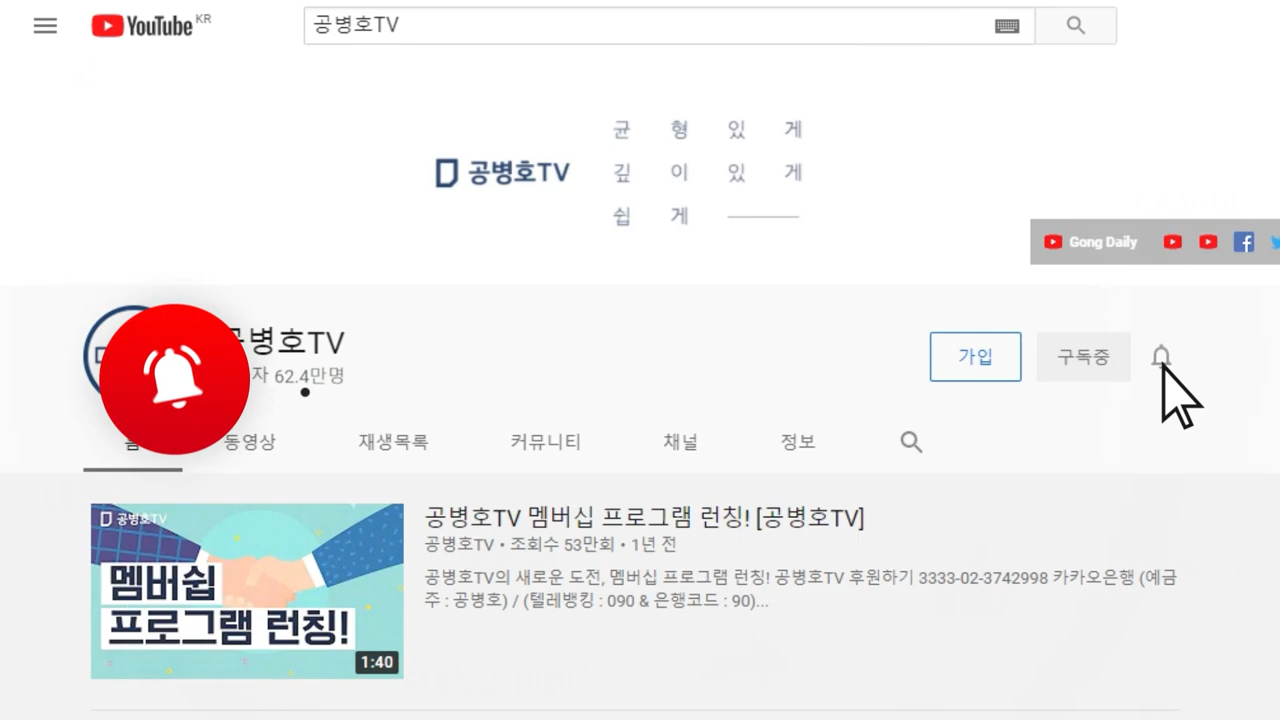 YouTube KR
공병호TV
균 형 있 게
공병호TV
깊 이 있 게
쉽 게
Gong Daily
병호TV
자 62.4만명
가입
구독중
동영상
재생목록
커뮤니티
채널
정보
공병호TV
멤버쉽
프로그램 런칭!
1:40
공병호TV 멤버십 프로그램 런칭! [공병호TV]
공병호TV • 조회수 53만회 • 1년 전
공병호TV의 새로운 도전, 멤버십 프로그램 런칭! 공병호TV 후원하기 3333-02-3742998 카카오은행 (예금
주 : 공병호) / (텔레뱅킹 : 090 & 은행코드 : 90)...